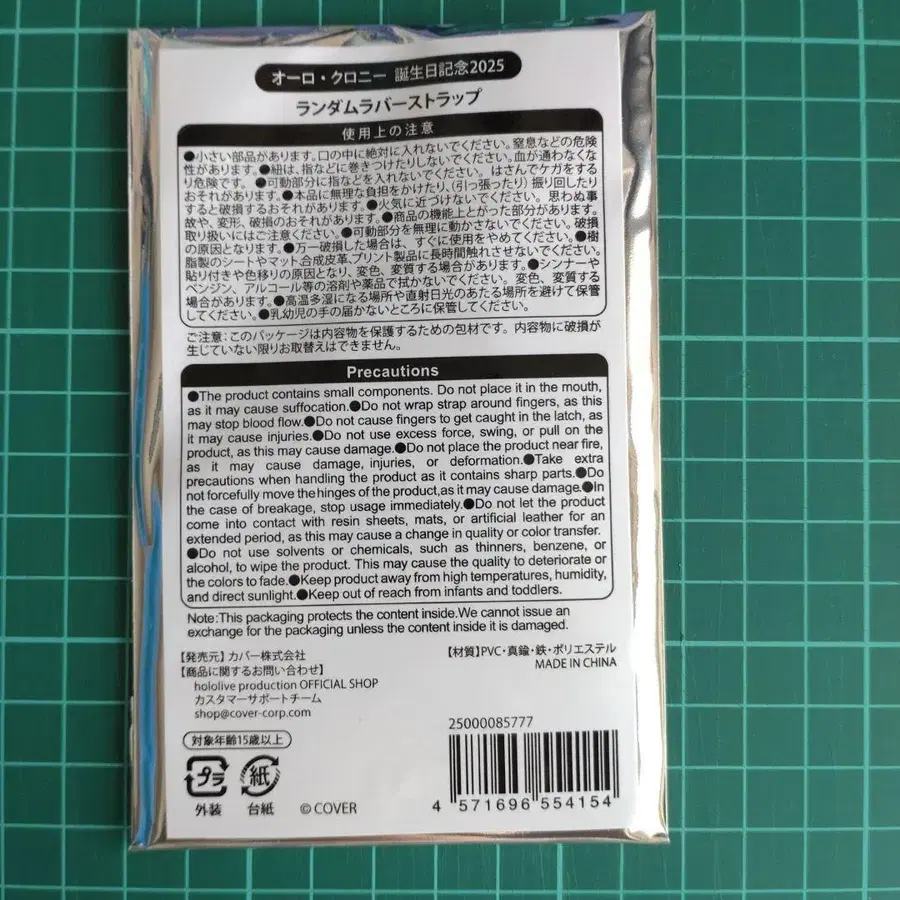 オーロ・クロニー 誕生日記念2025
ランダムラバーストラップ
使用上の注意
●小さい部品があります。口の中に絶対に入れないでください。窒息などの危険
性があります。●紐は、指などに巻きつけたりしないでください。血が通わなくな
り危険です。●可動部分に指などを入れないでください。はさんでケガをする
おそれがあります。●本品に無理な負担をかけたり、(引っ張ったり) 振り回したり
すると破損するおそれがあります。●火気に近づけないでください。思わぬ事
故や、変形、破損のおそれがあります。●商品の機能上とがった部分があります。
取り扱いにはご注意ください。●可動部分を無理に動かさないでください。破損
の原因となります。●万一破損した場合は、すぐに使用をやめてください。●樹
脂製のシートやマット、合成皮革、プリント製品に長時間触れさせないでください。
貼り付きや色移りの原因となり、変色、変質する場合があります。●シンナーや
ベンジン、アルコール等の溶剤や薬品で拭かないでください。変色、変質する
場合があります。●高温多湿になる場所や直射日光のあたる場所を避けて保管
してください。●乳幼児の手の届かないところに保管してください。
ご注意：このパッケージは内容物を保護するための包材です。内容物に破損が
生じていない限りお取替えはできません。
Precautions
●The product contains small components. Do not place it in the mouth,
as it may cause suffocation.●Do not wrap strap around fingers, as this
may stop blood flow.●Do not cause fingers to get caught in the latch, as
it may cause injuries.●Do not use excess force, swing, or pull on the
product, as this may cause damage.●Do not place the product near fire,
as it may cause damage, injuries, or deformation.●Take extra
precautions when handling the product as it contains sharp parts.●Do
not forcefully move the hinges of the product,as it may cause damage.●In
the case of breakage, stop usage immediately.●Do not let the product
come into contact with resin sheets, mats, or artificial leather for an
extended period, as this may cause a change in quality or color transfer.
●Do not use solvents or chemicals, such as thinners, benzene, or
alcohol, to wipe the product. This may cause the quality to deteriorate or
the colors to fade.●Keep product away from high temperatures, humidity,
and direct sunlight.●Keep out of reach from infants and toddlers.
Note:This packaging protects the content inside.We cannot issue an
exchange for the packaging unless the content inside it is damaged.
【発売元】カバー株式会社
【商品に関するお問い合わせ】
hololive production OFFICIAL SHOP
カスタマーサポートチーム
shop@cover-corp.com
【材質】PVC・真鍮・鉄・ポリエステル
MADE IN CHINA
対象年齢15歳以上
プラ
外装
紙
台紙
© COVER
25000085777
4 571696 554154